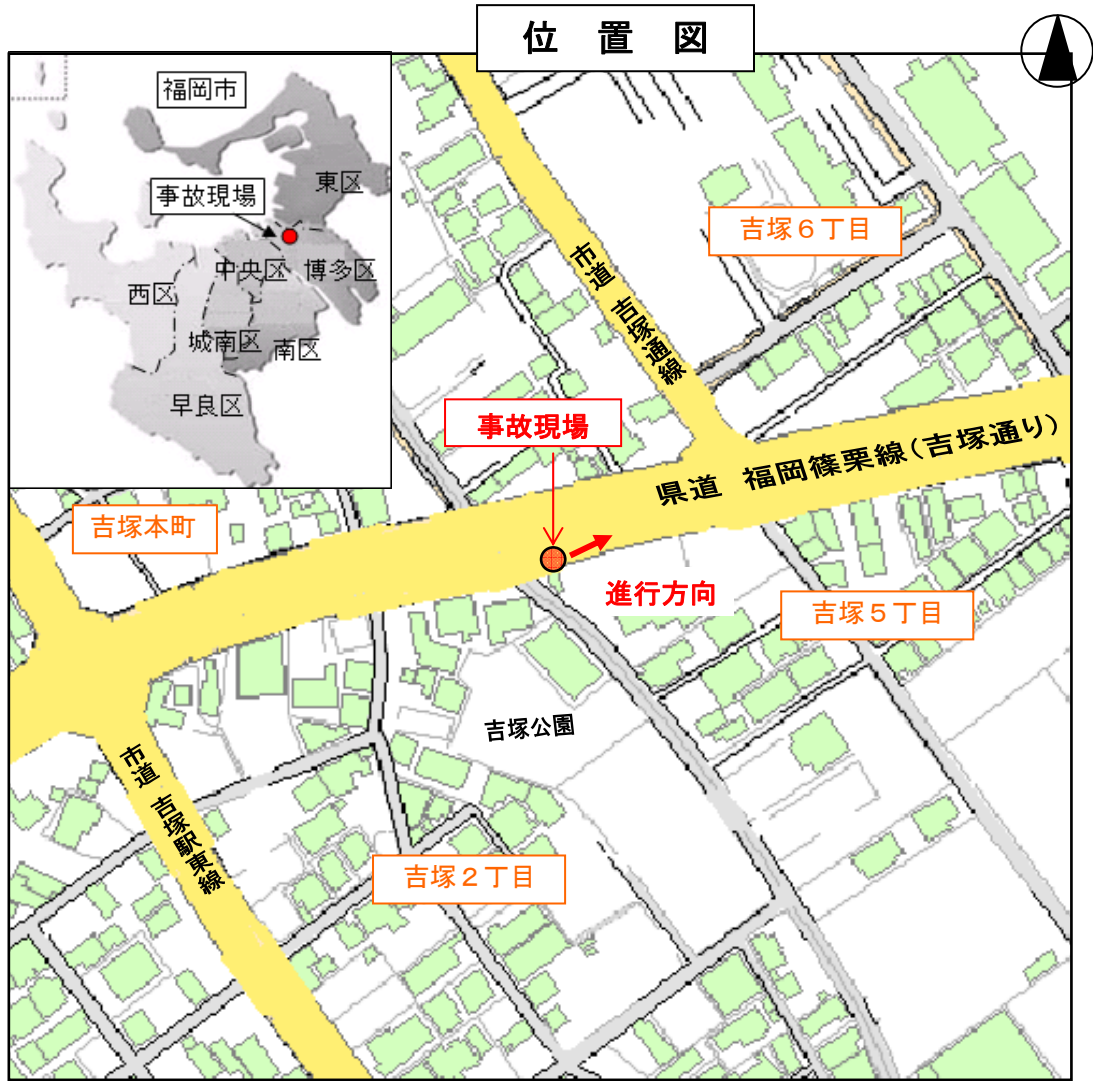 位 置 図
福岡市
東区
事故現場
中央区
博多区
西区
城南区
南区
早良区
吉塚6丁目
市道 吉塚通線
事故現場
県道 福岡篠栗線(吉塚通り)
吉塚本町
進行方向
吉塚5丁目
吉塚公園
市道 吉塚駅東線
吉塚2丁目